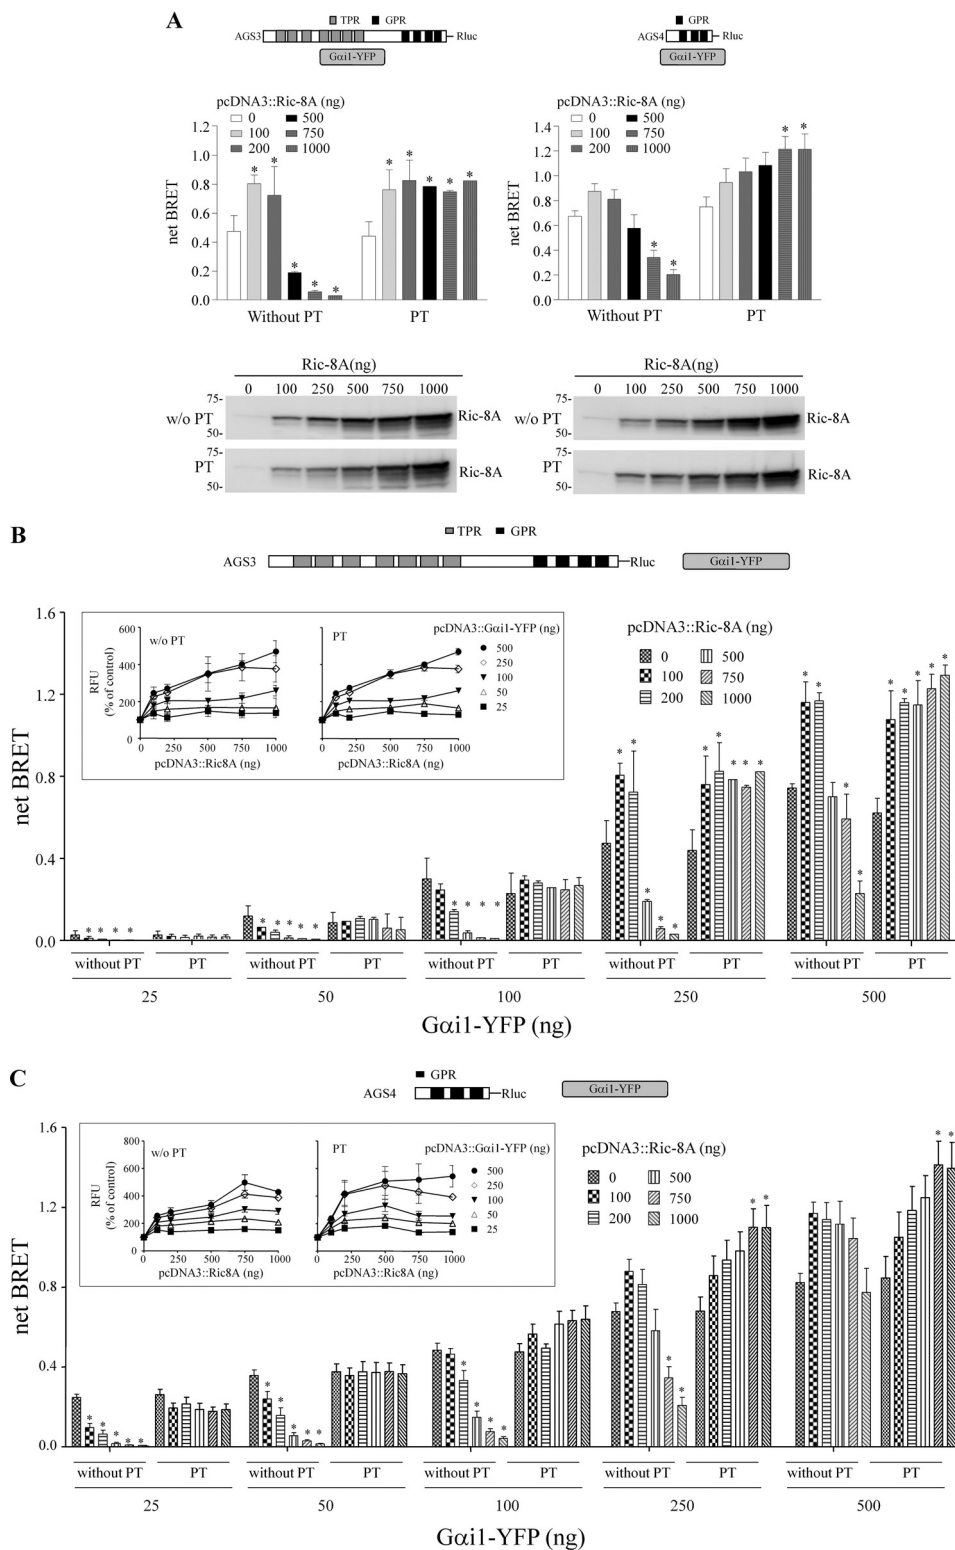 A
TPR GPR
AGS3 Rluc
Gαi1-YFP
pcDNA3::Ric-8A (ng)
0 500
100 750
200 1000
1.2
1.0
0.8
0.6
0.4
0.2
0.0
net BRET
* * * * *
* * * * *
Without PT PT
GPR
AGS4 Rluc
Gαi1-YFP
pcDNA3::Ric-8A (ng)
0 500
100 750
200 1000
1.4
1.2
1.0
0.8
0.6
0.4
0.2
0.0
net BRET
* *
* *
Without PT PT
Ric-8A(ng)
0 100 250 500 750 1000
75-
w/o PT Ric-8A
50-
75-
PT Ric-8A
50-
Ric-8A(ng)
0 100 250 500 750 1000
75-
w/o PT Ric-8A
50-
75-
PT Ric-8A
50-
B
TPR GPR
AGS3 Rluc Gαi1-YFP
1.6
1.2
0.8
0.4
0.0
net BRET
600
400
200
0
RFU
(% of control)
w/o PT
PT
0 250 500 750 1000
0 250 500 750 1000
pcDNA3::Ric8A (ng) pcDNA3::Ric8A (ng)
pcDNA3::Gαi1-YFP (ng)
500
250
100
50
25
pcDNA3::Ric-8A (ng)
0 500
100 750
200 1000
* * * * *
* * * * *
* * * *
* * * * *
* * * * *
* * * *
* * * * *
without PT PT without PT PT without PT PT without PT PT without PT PT
25 50 100 250 500
Gαi1-YFP (ng)
C
GPR
AGS4 Rluc Gαi1-YFP
1.6
1.2
0.8
0.4
0.0
net BRET
800
600
400
200
0
RFU
(% of control)
w/o PT
PT
0 250 500 750 1000
0 250 500 750 1000
pcDNA3::Ric8A (ng) pcDNA3::Ric8A (ng)
pcDNA3::Gαi1-YFP (ng)
500
250
100
50
25
pcDNA3::Ric-8A (ng)
0 500
100 750
200 1000
* * * * *
* * * * *
* * * *
* *
* *
* *
without PT PT without PT PT without PT PT without PT PT without PT PT
25 50 100 250 500
Gαi1-YFP (ng)